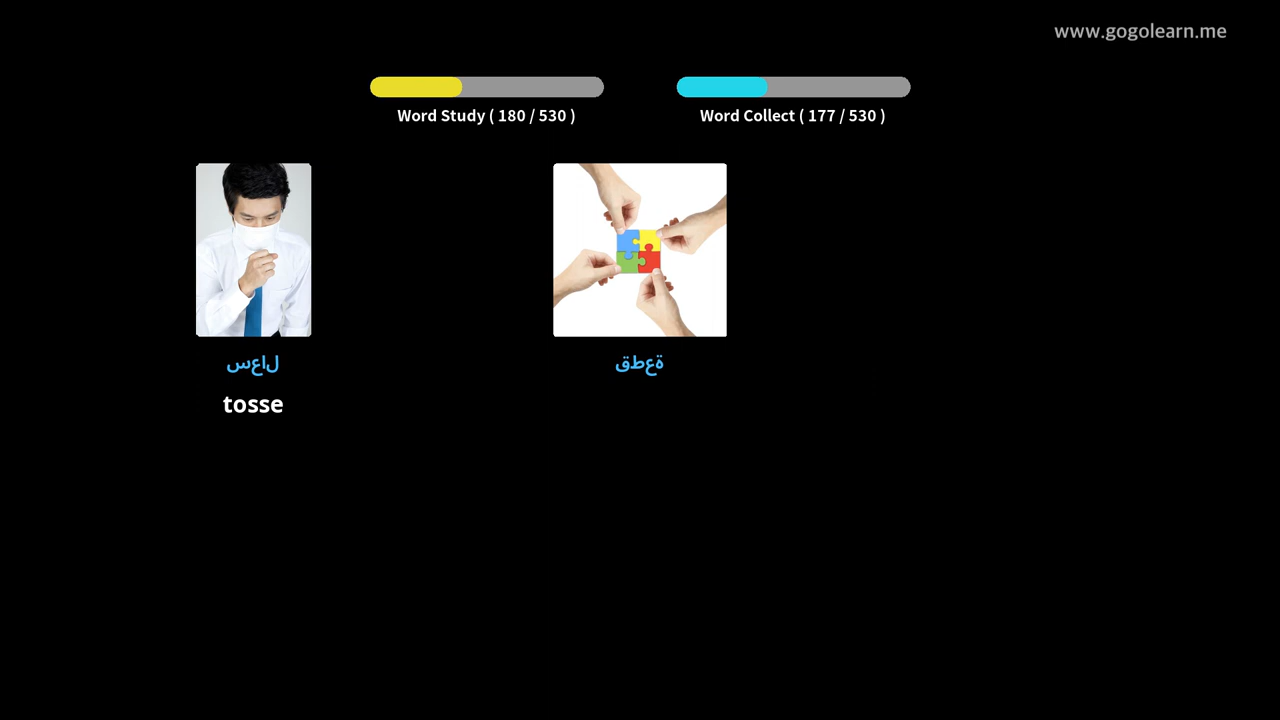 www.gogolearn.me
Word Study ( 180 / 530 )
Word Collect ( 177 / 530 )
سعال
قطعة
tosse